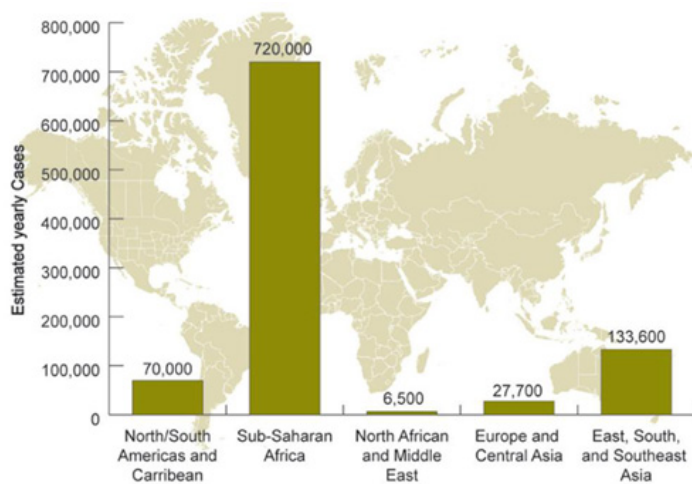 800,000
720,000
700,000
600,000
500,000
400,000
300,000
200,000
133,600
100,000
70,000
27,700
6,500
0
Estimated yearly Cases
North/South
Americas and
Carribean
Sub-Saharan
Africa
North African
and Middle
East
Europe and
Central Asia
East, South,
and Southeast
Asia